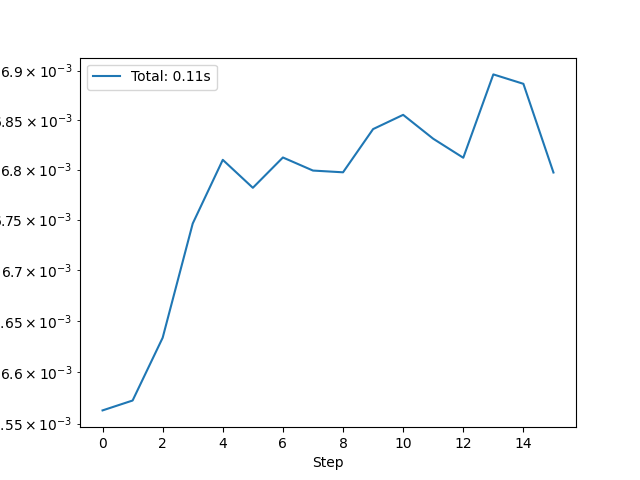 6.9 × 10⁻³
6.85 × 10⁻³
6.8 × 10⁻³
6.75 × 10⁻³
6.7 × 10⁻³
.65 × 10⁻³
6.6 × 10⁻³
.55 × 10⁻³
Total: 0.11s
0 2 4 6 8 10 12 14
Step